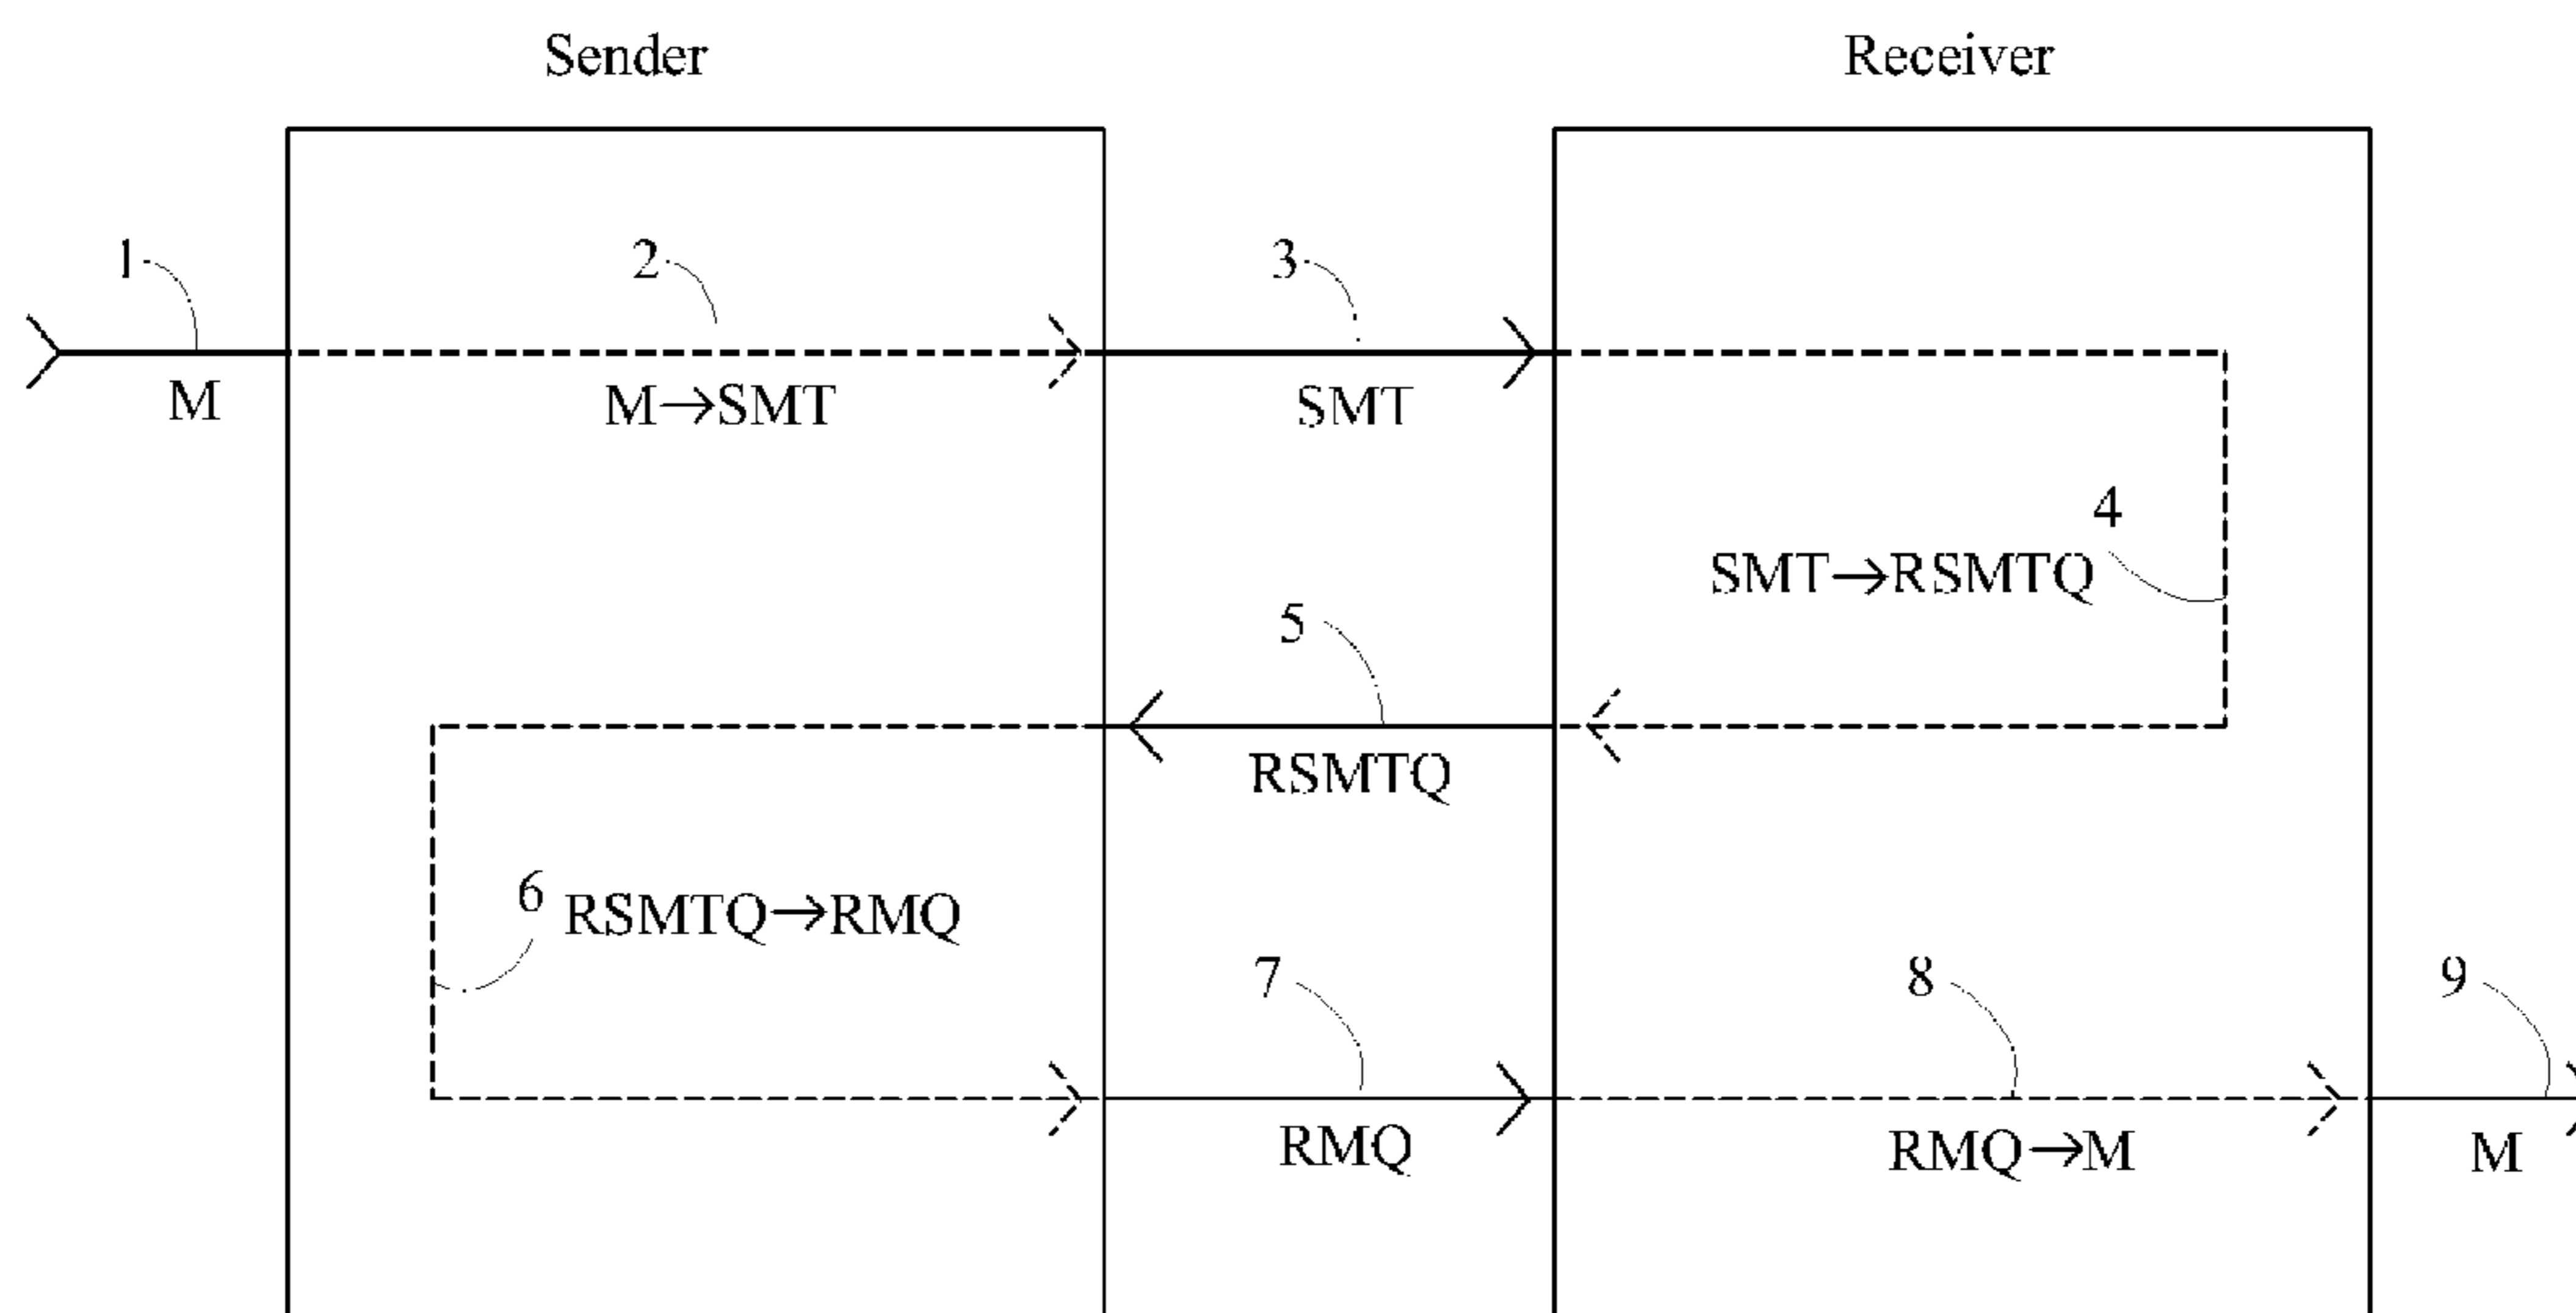 Sender
Receiver
1
2
3
M
M→SMT
SMT
4
SMT→RSMTQ
5
RSMTQ
6
RSMTQ→RMQ
7
8
9
RMQ
RMQ→M
M